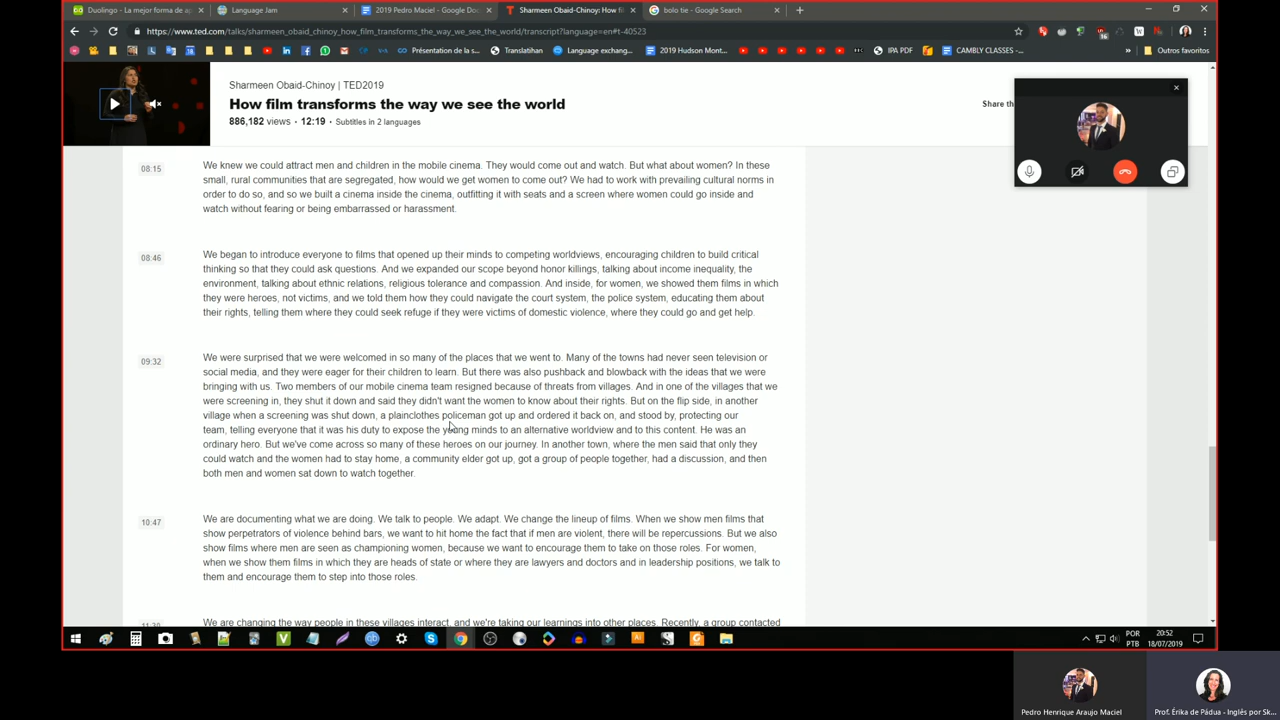 Duolingo - La mejor forma de ap
Language Jam
2019 Pedro Maciel - Google Doc
Sharmeen Obaid-Chinoy: How fil
bolo tie - Google Search
https://www.ted.com/talks/sharmeen_obaid_chinoy_how_film_transforms_the_way_we_see_the_world/transcript?language=en#t-40523
Présentation de la s...
Translatihan
Language exchang...
2019 Hudson Mont...
IPA PDF
CAMBLY CLASSES -...
Outros favoritos
Sharmeen Obaid-Chinoy | TED2019
How film transforms the way we see the world
886,182 views • 12:19 • Subtitles in 2 languages
Share th
08:15
We knew we could attract men and children in the mobile cinema. They would come out and watch. But what about women? In these
small, rural communities that are segregated, how would we get women to come out? We had to work with prevailing cultural norms in
order to do so, and so we built a cinema inside the cinema, outfitting it with seats and a screen where women could go inside and
watch without fearing or being embarrassed or harassment.
08:46
We began to introduce everyone to films that opened up their minds to competing worldviews, encouraging children to build critical
thinking so that they could ask questions. And we expanded our scope beyond honor killings, talking about income inequality, the
environment, talking about ethnic relations, religious tolerance and compassion. And inside, for women, we showed them films in which
they were heroes, not victims, and we told them how they could navigate the court system, the police system, educating them about
their rights, telling them where they could seek refuge if they were victims of domestic violence, where they could go and get help.
09:32
We were surprised that we were welcomed in so many of the places that we went to. Many of the towns had never seen television or
social media, and they were eager for their children to learn. But there was also pushback and blowback with the ideas that we were
bringing with us. Two members of our mobile cinema team resigned because of threats from villages. And in one of the villages that we
were screening in, they shut it down and said they didn't want the women to know about their rights. But on the flip side, in another
village when a screening was shut down, a plainclothes policeman got up and ordered it back on, and stood by, protecting our
team, telling everyone that it was his duty to expose the young minds to an alternative worldview and to this content. He was an
ordinary hero. But we've come across so many of these heroes on our journey. In another town, where the men said that only they
could watch and the women had to stay home, a community elder got up, got a group of people together, had a discussion, and then
both men and women sat down to watch together.
10:47
We are documenting what we are doing. We talk to people. We adapt. We change the lineup of films. When we show men films that
show perpetrators of violence behind bars, we want to hit home the fact that if men are violent, there will be repercussions. But we also
show films where men are seen as championing women, because we want to encourage them to take on those roles. For women,
when we show them films in which they are heads of state or where they are lawyers and doctors and in leadership positions, we talk to
them and encourage them to step into those roles.
We are changing the way people in these villages interact, and we're taking our learnings into other places. Recently, a group contacted
POR
PTB
20:52
18/07/2019
Pedro Henrique Araujo Maciel
Prof. Érika de Pádua - Inglês por Sk...